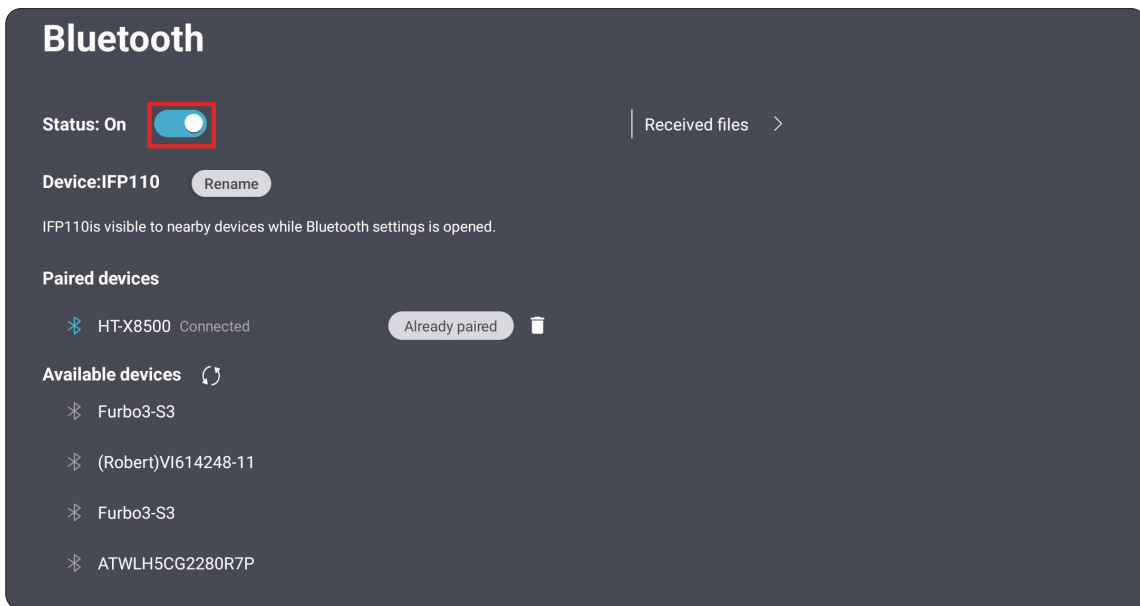 Bluetooth
Status: On
Received files
Device:IFP110
Rename
IFP110is visible to nearby devices while Bluetooth settings is opened.
Paired devices
HT-X8500 Connected
Already paired
Available devices
Furbo3-S3
(Robert)VI614248-11
Furbo3-S3
ATWLH5CG2280R7P